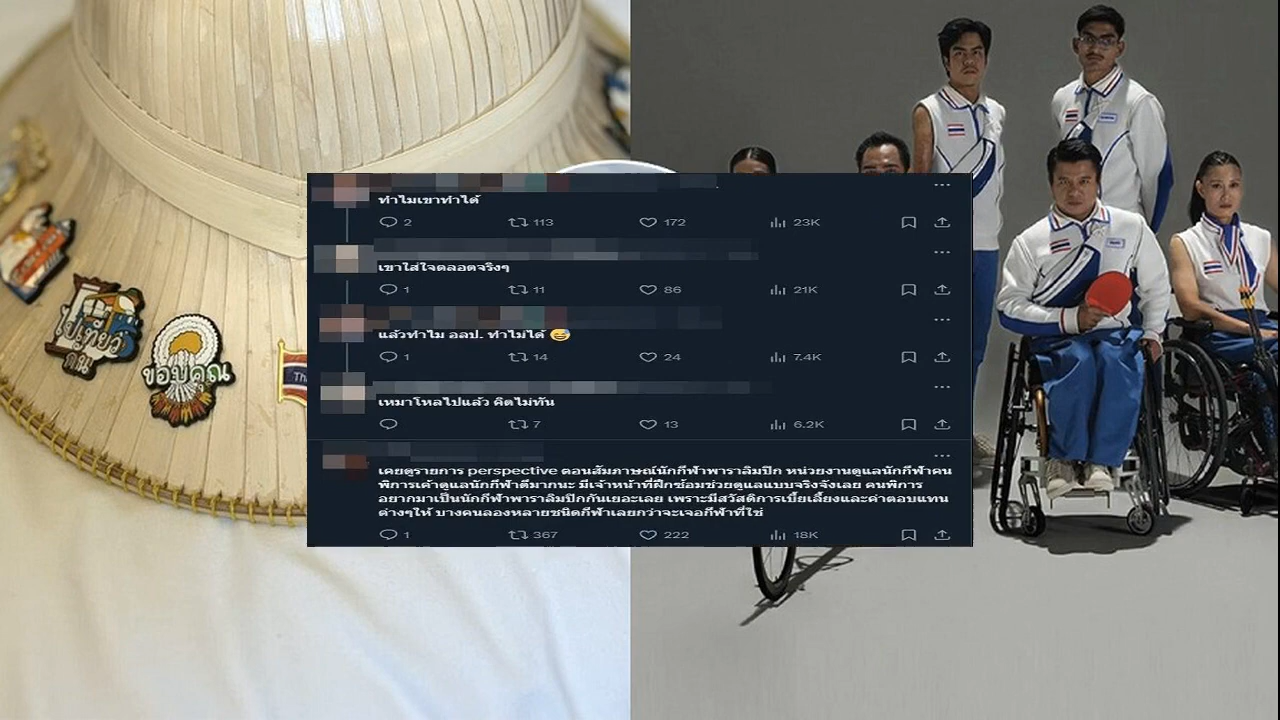 ไปเที่ยว
กัน
ขอบคุณ
ทำไมเขาทำได้
2 113 172 23K
เขาใส่ใจตลอดจริงๆ
1 11 86 21K
แล้วทำไม อลป. ทำไม่ได้ 😅
1 14 24 7.4K
เหมาโหลไปแล้ว คิดไม่ทัน
7 13 6.2K
เคยดูรายการ perspective ตอนสัมภาษณ์นักกีฬาพาราลิมปิก หน่วยงานดูแลนักกีฬาคน
พิการเค้าดูแลนักกีฬาดีมากนะ มีเจ้าหน้าที่ฝึกซ้อมช่วยดูแลแบบจริงจังเลย คนพิการ
อยากมาเป็นนักกีฬาพาราลิมปิกกันเยอะเลย เพราะมีสวัสดิการเบี้ยเลี้ยงและค่าตอบแทน
ต่างๆให้ บางคนลองหลายชนิดกีฬาเลยกว่าจะเจอกีฬาที่ใช่
1 367 222 18K